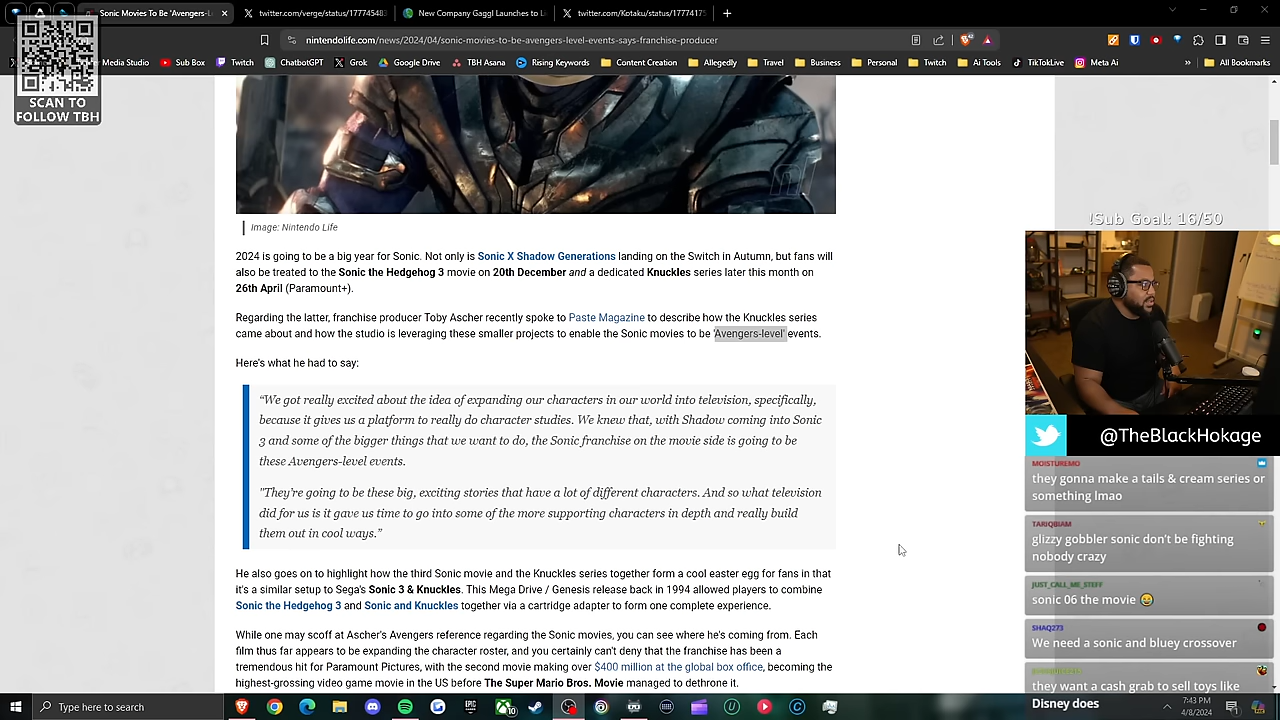 Sonic Movies To Be 'Avengers-L
twitter.com/verge/status/177745483
New Company Gaggl Launches to L
twitter.com/Kotaku/status/17774175
nintendolife.com/news/2024/04/sonic-movies-to-be-avengers-level-events-says-franchise-producer
Media Studio
Sub Box
Twitch
ChatbotGPT
Grok
Google Drive
TBH Asana
Rising Keywords
Content Creation
Allegedly
Travel
Business
Personal
Twitch
Ai Tools
TikTokLive
Meta Ai
All Bookmarks
SCAN TO
FOLLOW TBH
Image: Nintendo Life
2024 is going to be a big year for Sonic. Not only is Sonic X Shadow Generations landing on the Switch in Autumn, but fans will
also be treated to the Sonic the Hedgehog 3 movie on 20th December and a dedicated Knuckles series later this month on
26th April (Paramount+).
Regarding the latter, franchise producer Toby Ascher recently spoke to Paste Magazine to describe how the Knuckles series
came about and how the studio is leveraging these smaller projects to enable the Sonic movies to be 'Avengers-level' events.
Here's what he had to say:
“We got really excited about the idea of expanding our characters in our world into television, specifically,
because it gives us a platform to really do character studies. We knew that, with Shadow coming into Sonic
3 and some of the bigger things that we want to do, the Sonic franchise on the movie side is going to be
these Avengers-level events.
"They’re going to be these big, exciting stories that have a lot of different characters. And so what television
did for us is it gave us time to go into some of the more supporting characters in depth and really build
them out in cool ways.”
He also goes on to highlight how the third Sonic movie and the Knuckles series together form a cool easter egg for fans in that
it's a similar setup to Sega's Sonic 3 & Knuckles. This Mega Drive / Genesis release back in 1994 allowed players to combine
Sonic the Hedgehog 3 and Sonic and Knuckles together via a cartridge adapter to form one complete experience.
While one may scoff at Ascher's Avengers reference regarding the Sonic movies, you can see where he's coming from. Each
film thus far appears to be expanding the character roster, and you certainly can't deny that the franchise has been a
tremendous hit for Paramount Pictures, with the second movie making over $400 million at the global box office, becoming the
highest-grossing video game movie in the US before The Super Mario Bros. Movie managed to dethrone it.
!Sub Goal: 16/50
@TheBlackHokage
MOISTUREMO
they gonna make a tails & cream series or
something lmao
TARIQBIAM
glizzy gobbler sonic don't be fighting
nobody crazy
JUST_CALL_ME_STEFF
sonic 06 the movie
SHAQ273
We need a sonic and bluey crossover
they want a cash grab to sell toys like
Disney does
Type here to search
7:43 PM
4/8/2024